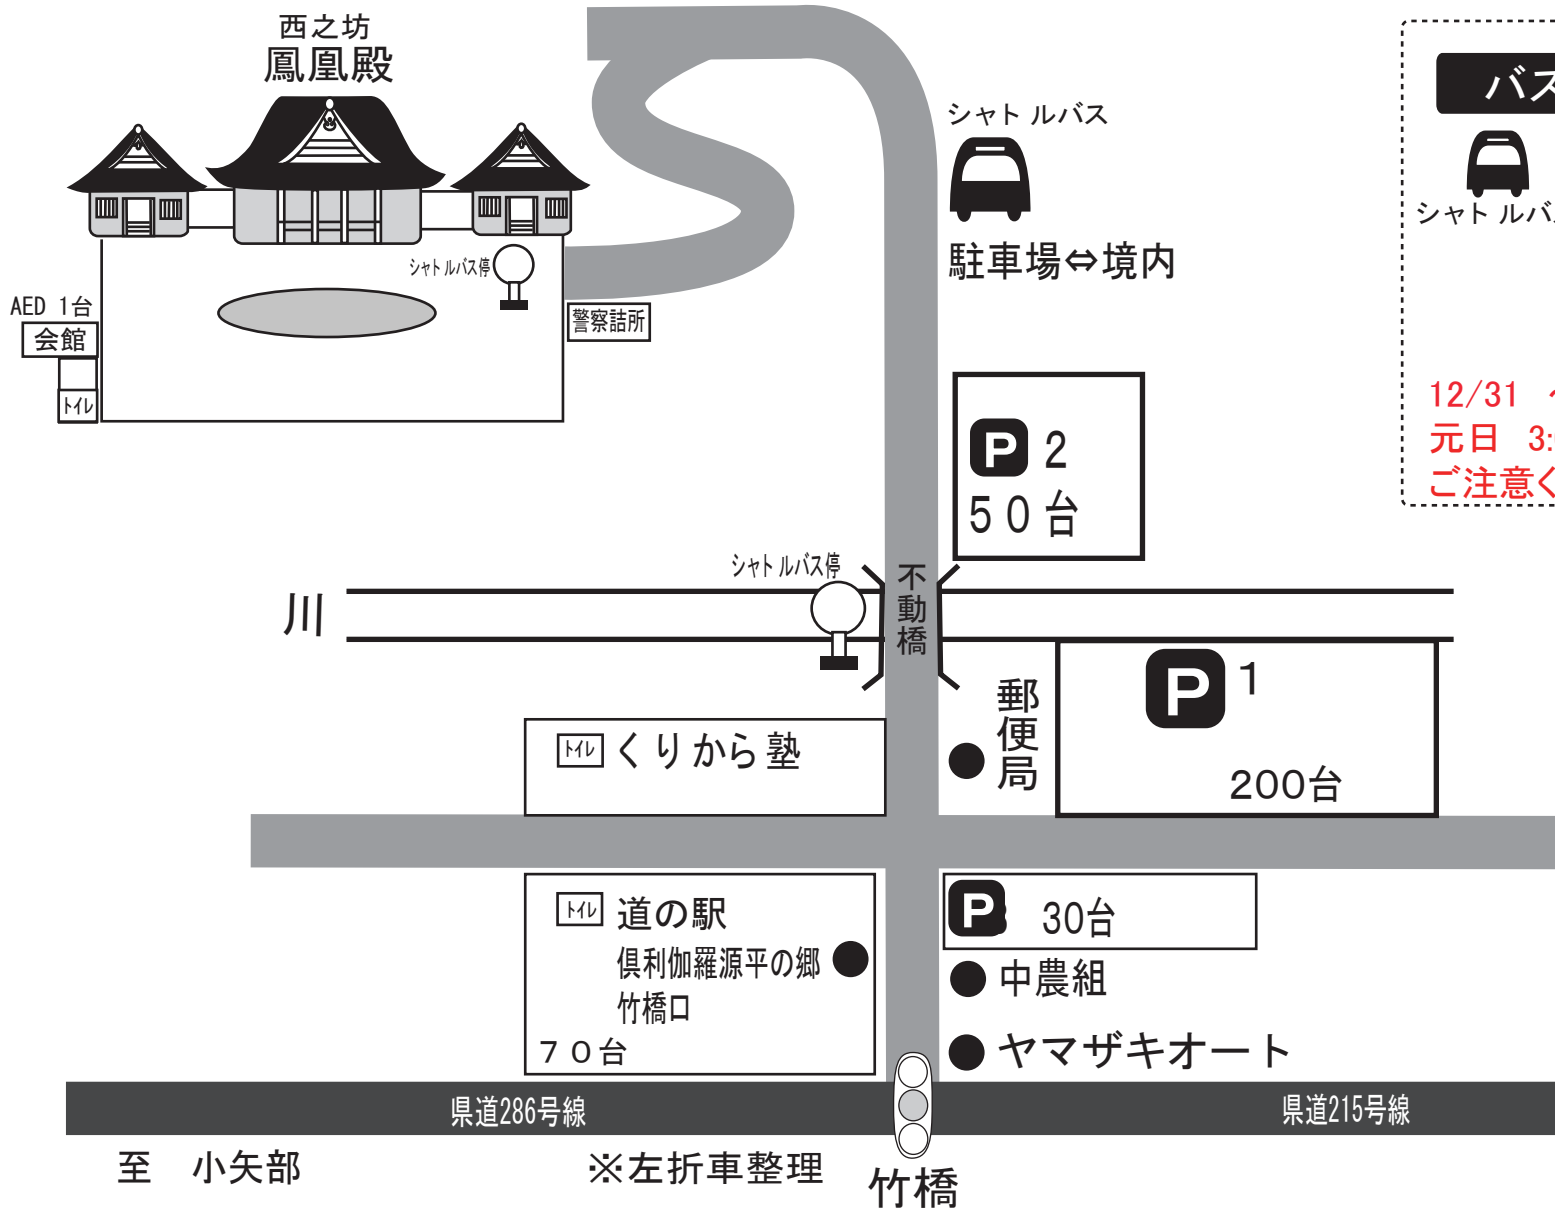 西之坊
鳳凰殿
シャトルバス停
AED 1台
会館
トイレ
警察詰所
シャトルバス
駐車場⇔境内
バス
シャトルバス
12/31
元日 3:
ご注意く
P 2
50台
シャトルバス停
不動橋
川
郵便局
P 1
200台
トイレ くりから塾
トイレ 道の駅
倶利伽羅源平の郷
竹橋口
70台
P 30台
中農組
ヤマザキオート
県道286号線
県道215号線
至 小矢部
※左折車整理
竹橋